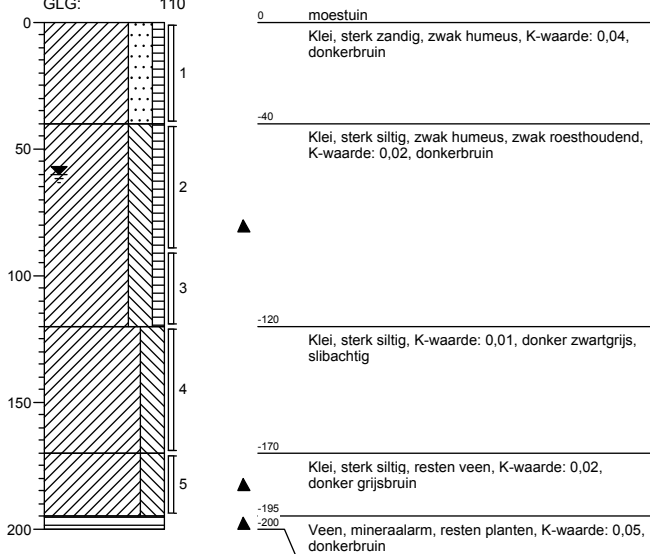 GLG: 110
0
50
100
150
200
1
2
3
4
5
0 moestuin
Klei, sterk zandig, zwak humeus, K-waarde: 0,04,
donkerbruin
-40
Klei, sterk siltig, zwak humeus, zwak roesthoudend,
K-waarde: 0,02, donkerbruin
-120
Klei, sterk siltig, K-waarde: 0,01, donker zwartgrijs,
slibachtig
-170
Klei, sterk siltig, resten veen, K-waarde: 0,02,
donker grijsbruin
-195
-200
Veen, mineraalarm, resten planten, K-waarde: 0,05,
donkerbruin